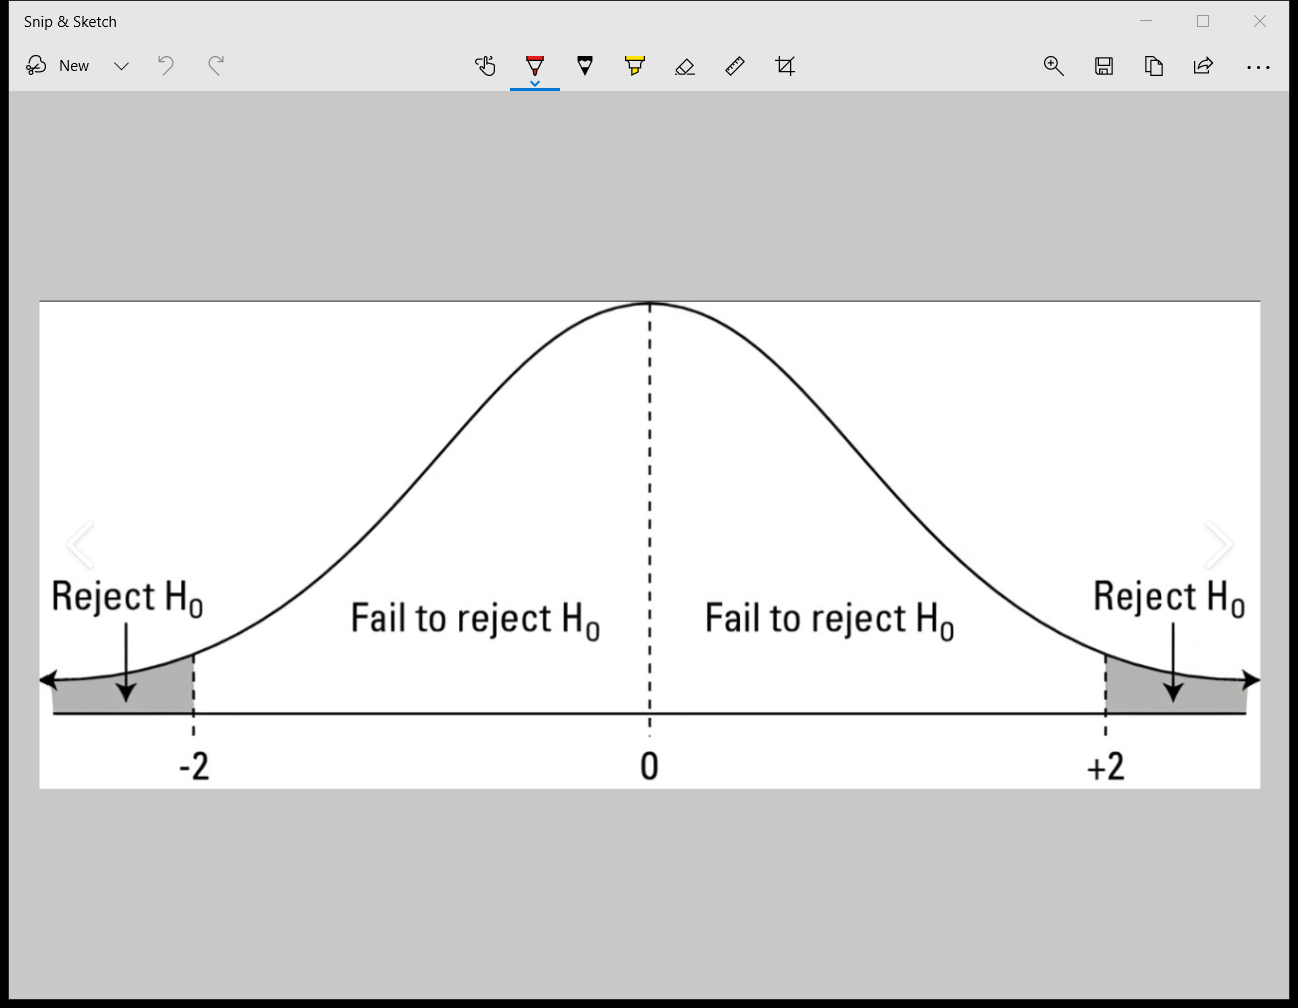 Snip & Sketch
New
Reject H₀
Fail to reject H₀
Fail to reject H₀
Reject H₀
-2
0
+2